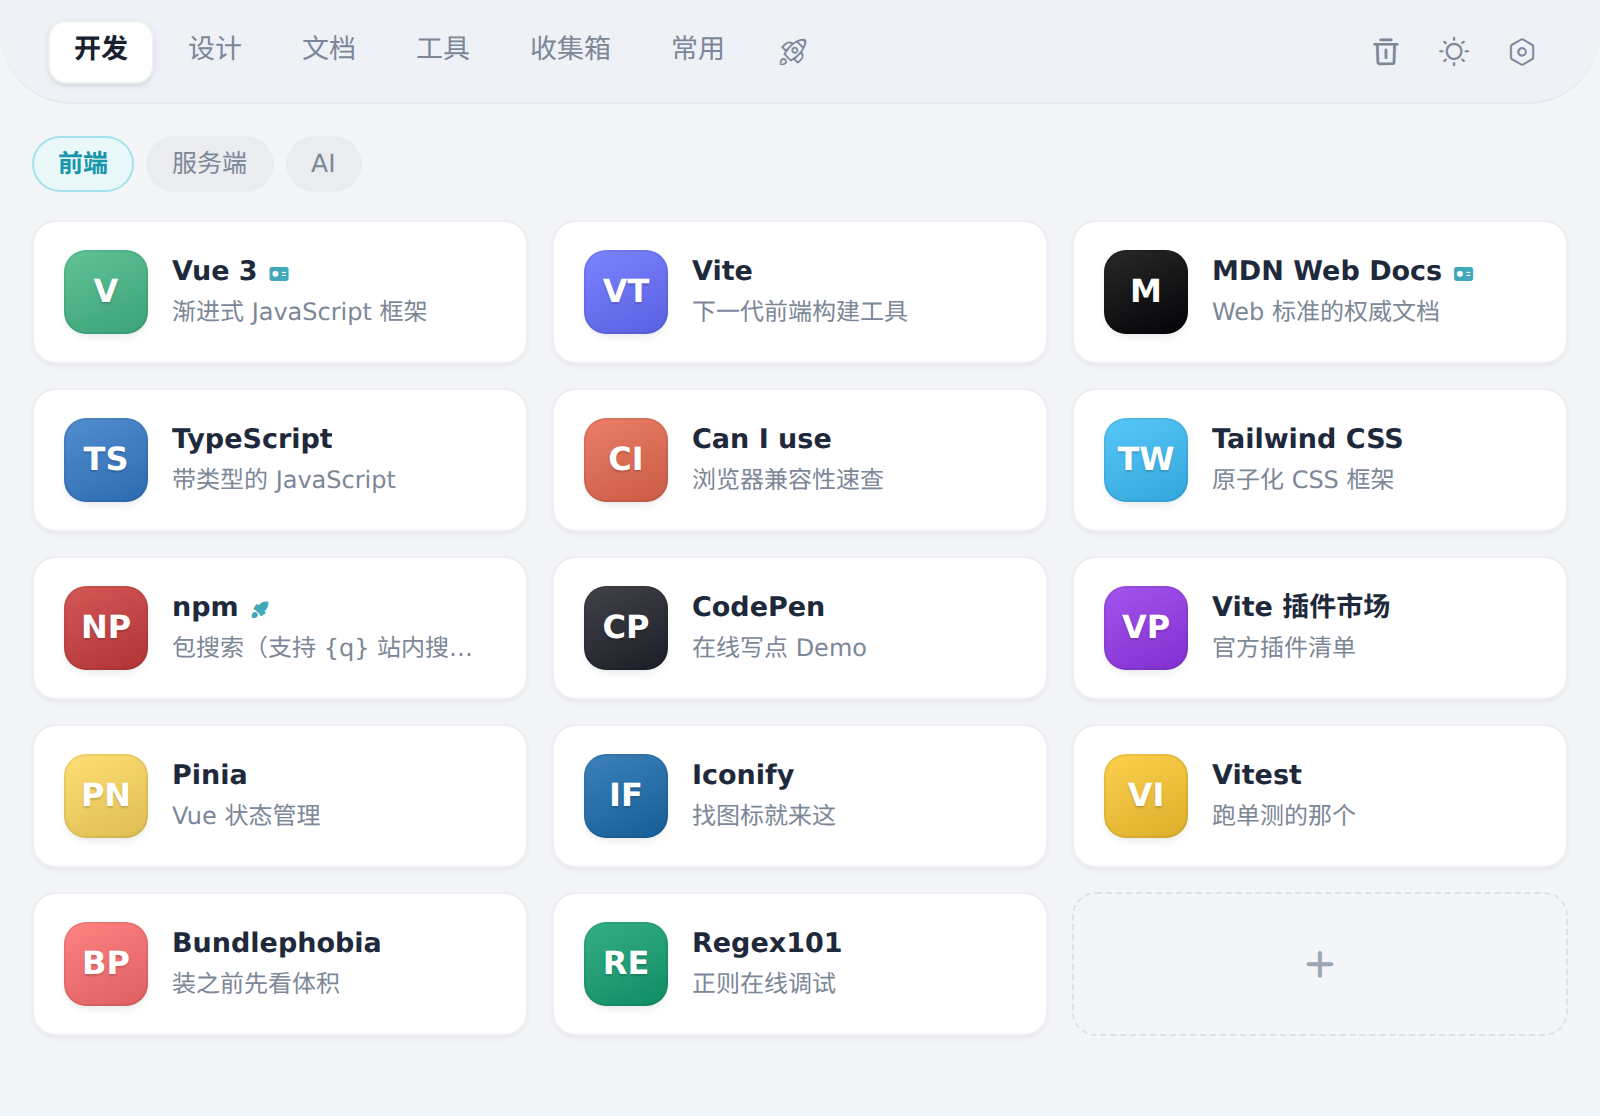 开发 设计 文档 工具 收集箱 常用
前端 服务端 AI
V Vue 3
渐进式 JavaScript 框架
VT Vite
下一代前端构建工具
M MDN Web Docs
Web 标准的权威文档
TS TypeScript
带类型的 JavaScript
CI Can I use
浏览器兼容性速查
TW Tailwind CSS
原子化 CSS 框架
NP npm
包搜索（支持 {q} 站内搜...
CP CodePen
在线写点 Demo
VP Vite 插件市场
官方插件清单
PN Pinia
Vue 状态管理
IF Iconify
找图标就来这
VI Vitest
跑单测的那个
BP Bundlephobia
装之前先看体积
RE Regex101
正则在线调试